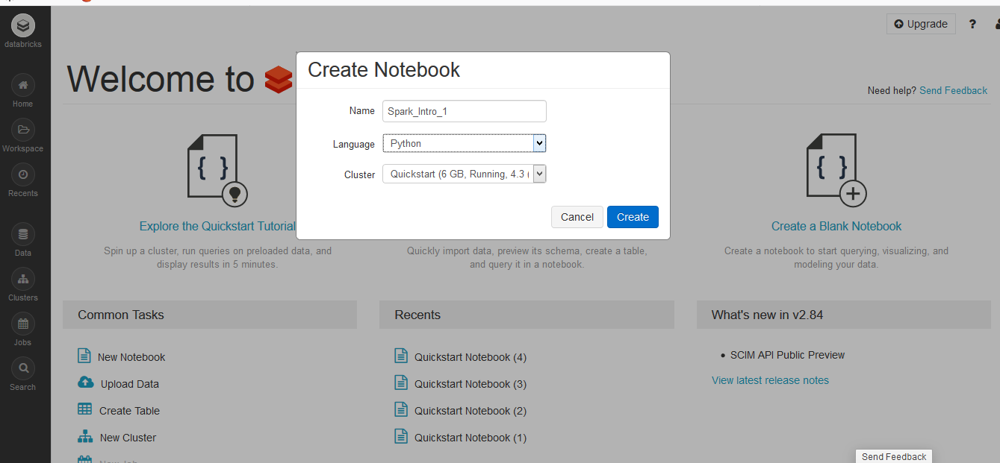 databricks
Home
Workspace
Recents
Data
Clusters
Jobs
Search
Upgrade ?
Welcome to
Need help? Send Feedback
Create Notebook
Name Spark_Intro_1
Language Python
Cluster Quickstart (6 GB, Running, 4.3 (
Cancel Create
{ }
Explore the Quickstart Tutorial
Spin up a cluster, run queries on preloaded data, and
display results in 5 minutes.
Quickly import data, preview its schema, create a table,
and query it in a notebook.
{ }
Create a Blank Notebook
Create a notebook to start querying, visualizing, and
modeling your data.
Common Tasks
New Notebook
Upload Data
Create Table
New Cluster
Recents
Quickstart Notebook (4)
Quickstart Notebook (3)
Quickstart Notebook (2)
Quickstart Notebook (1)
What's new in v2.84
• SCIM API Public Preview
View latest release notes
Send Feedback